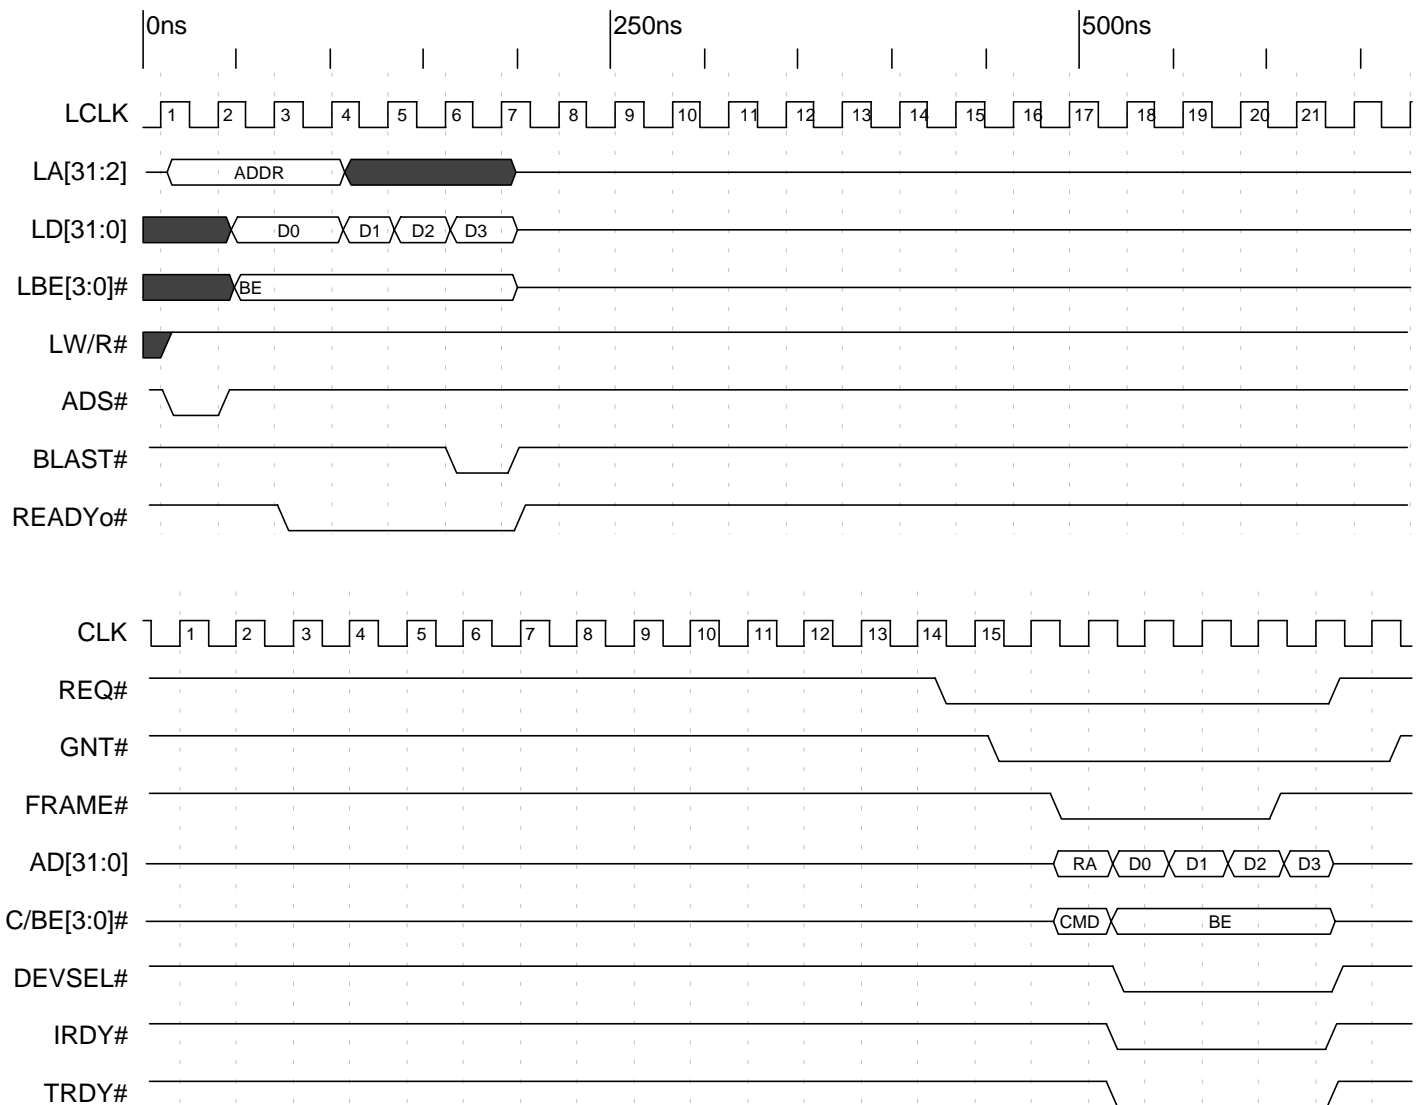 0ns 250ns 500ns
LCLK 1 2 3 4 5 6 7 8 9 10 11 12 13 14 15 16 17 18 19 20 21
LA[31:2] ADDR
LD[31:0] D0 D1 D2 D3
LBE[3:0]# BE
LW/R#
ADS#
BLAST#
READYo#
CLK 1 2 3 4 5 6 7 8 9 10 11 12 13 14 15
REQ#
GNT#
FRAME#
AD[31:0] RA D0 D1 D2 D3
C/BE[3:0]# CMD BE
DEVSEL#
IRDY#
TRDY#